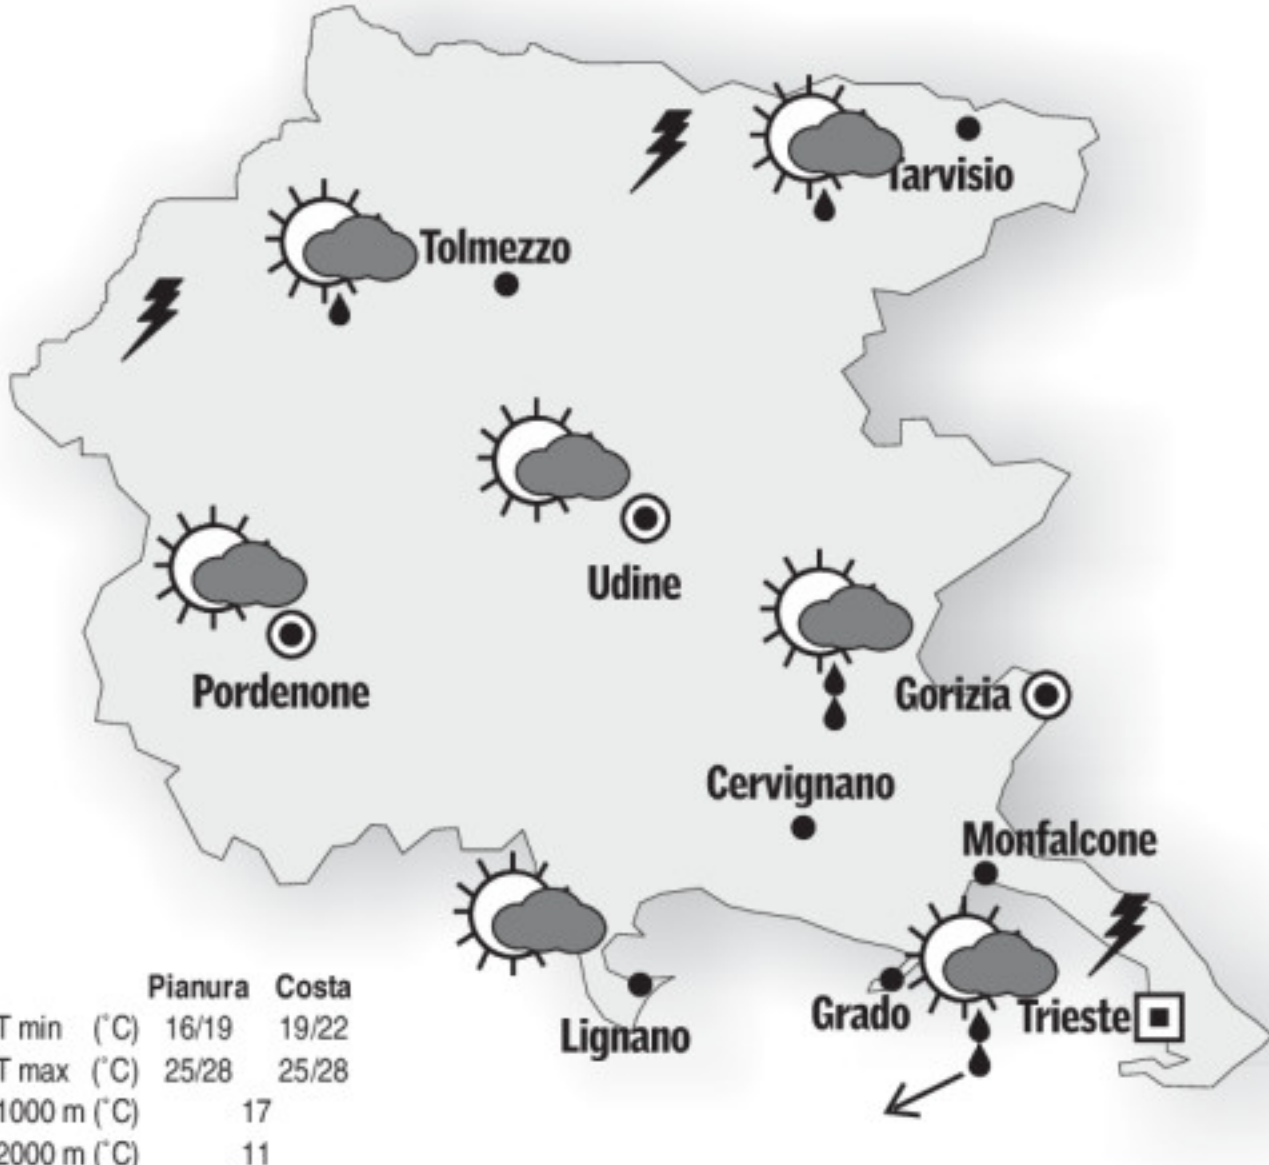 Tarvisio
Tolmezzo
Udine
Pordenone
Gorizia
Cervignano
Monfalcone
Grado
Trieste
Lignano
Pianura Costa
T min (°C) 16/19 19/22
T max (°C) 25/28 25/28
1000 m (°C) 17
2000 m (°C) 11